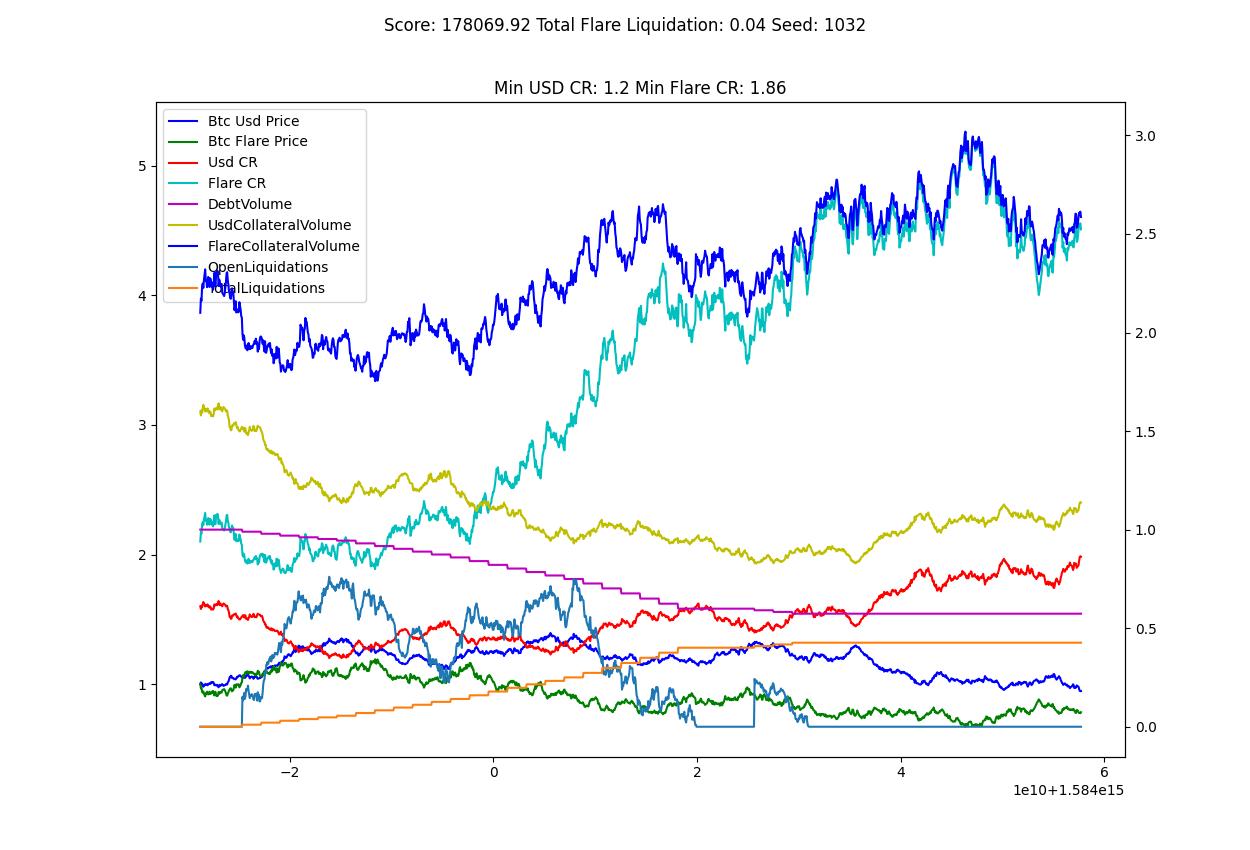 Score: 178069.92 Total Flare Liquidation: 0.04 Seed: 1032
Min USD CR: 1.2 Min Flare CR: 1.86
Btc Usd Price
Btc Flare Price
Usd CR
Flare CR
DebtVolume
UsdCollateralVolume
FlareCollateralVolume
OpenLiquidations
TotalLiquidations
5
4
3
2
1
3.0
2.5
2.0
1.5
1.0
0.5
0.0
−2
0
2
4
6
1e10+1.584e15